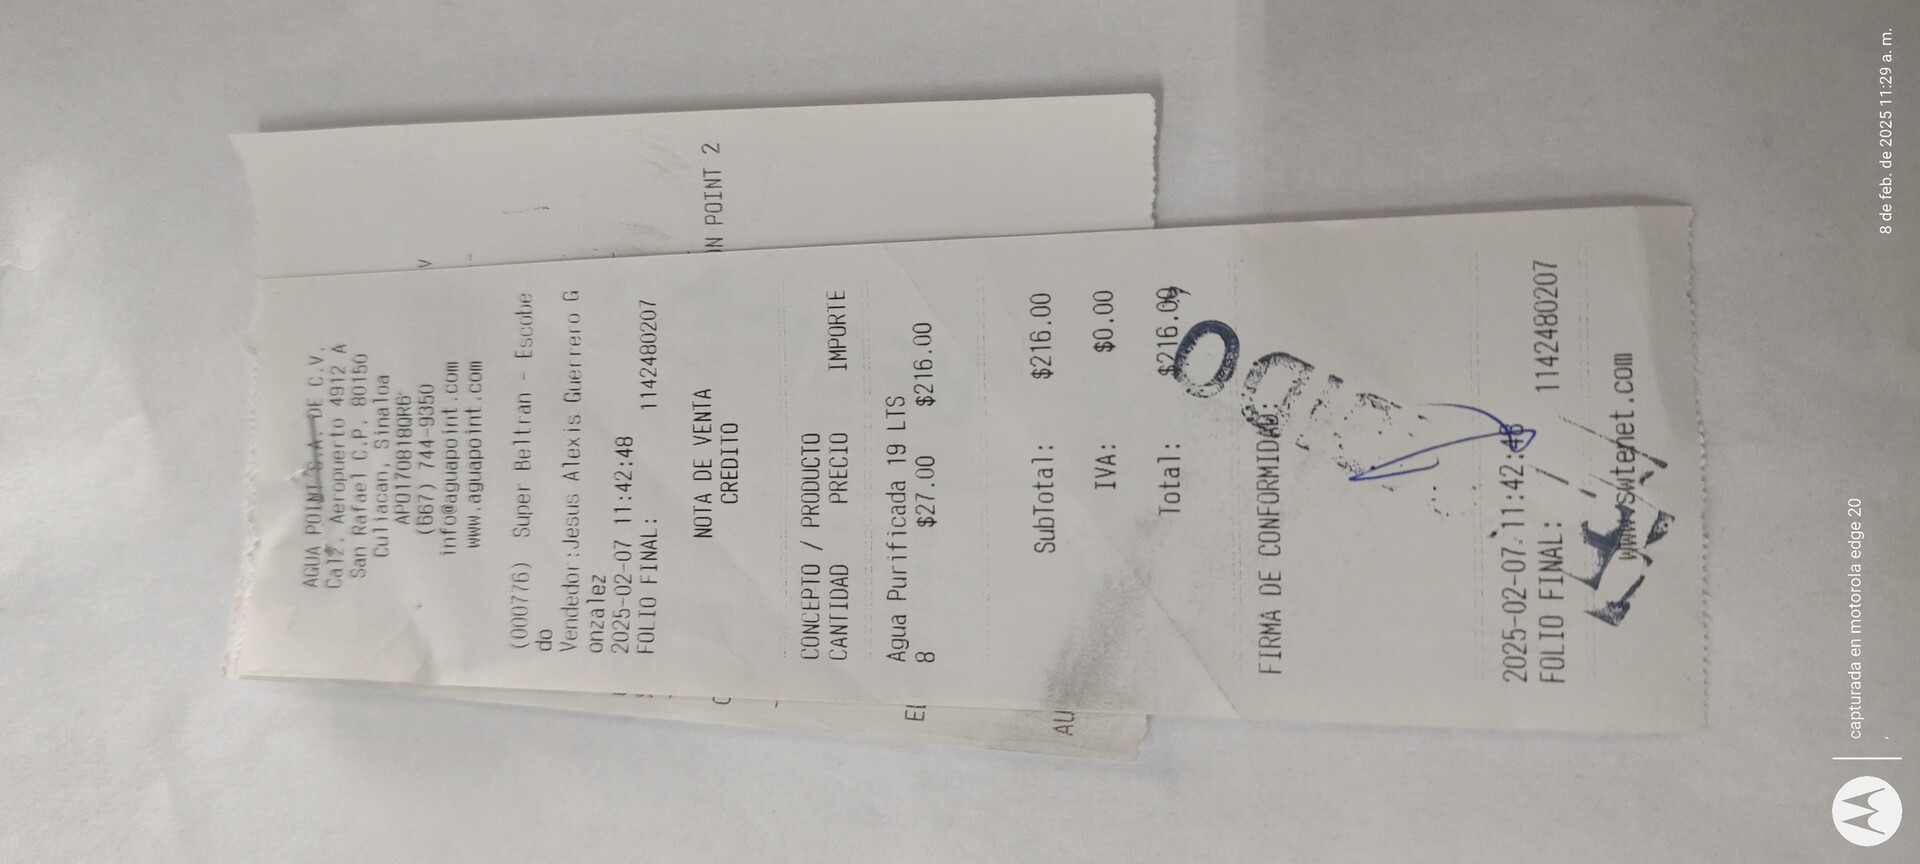 AGUA POINT S.A. DE C.V.
Calz. Aeropuerto 4912 A
San Rafael C.P. 80150
Culiacan, Sinaloa
APO170818QR6
(667) 744-9350
info@aguapoint.com
www.aguapoint.com
(000776) Super Beltran - Escobe
do
Vendedor:Jesus Alexis Guerrero G
onzalez
2025-02-07 11:42:48
FOLIO FINAL: 1142480207
NOTA DE VENTA
CREDITO
CONCEPTO / PRODUCTO
CANTIDAD PRECIO IMPORTE
Agua Purificada 19 LTS
8 $27.00 $216.00
SubTotal: $216.00
IVA: $0.00
Total: $216.00
FIRMA DE CONFORMIDAD:
2025-02-07 11:42:48
FOLIO FINAL: 1142480207
www.swtenet.com
V
N POINT 2
EL
AU
capturada en motorola edge 20
8 de feb. de 2025 11:29 a. m.